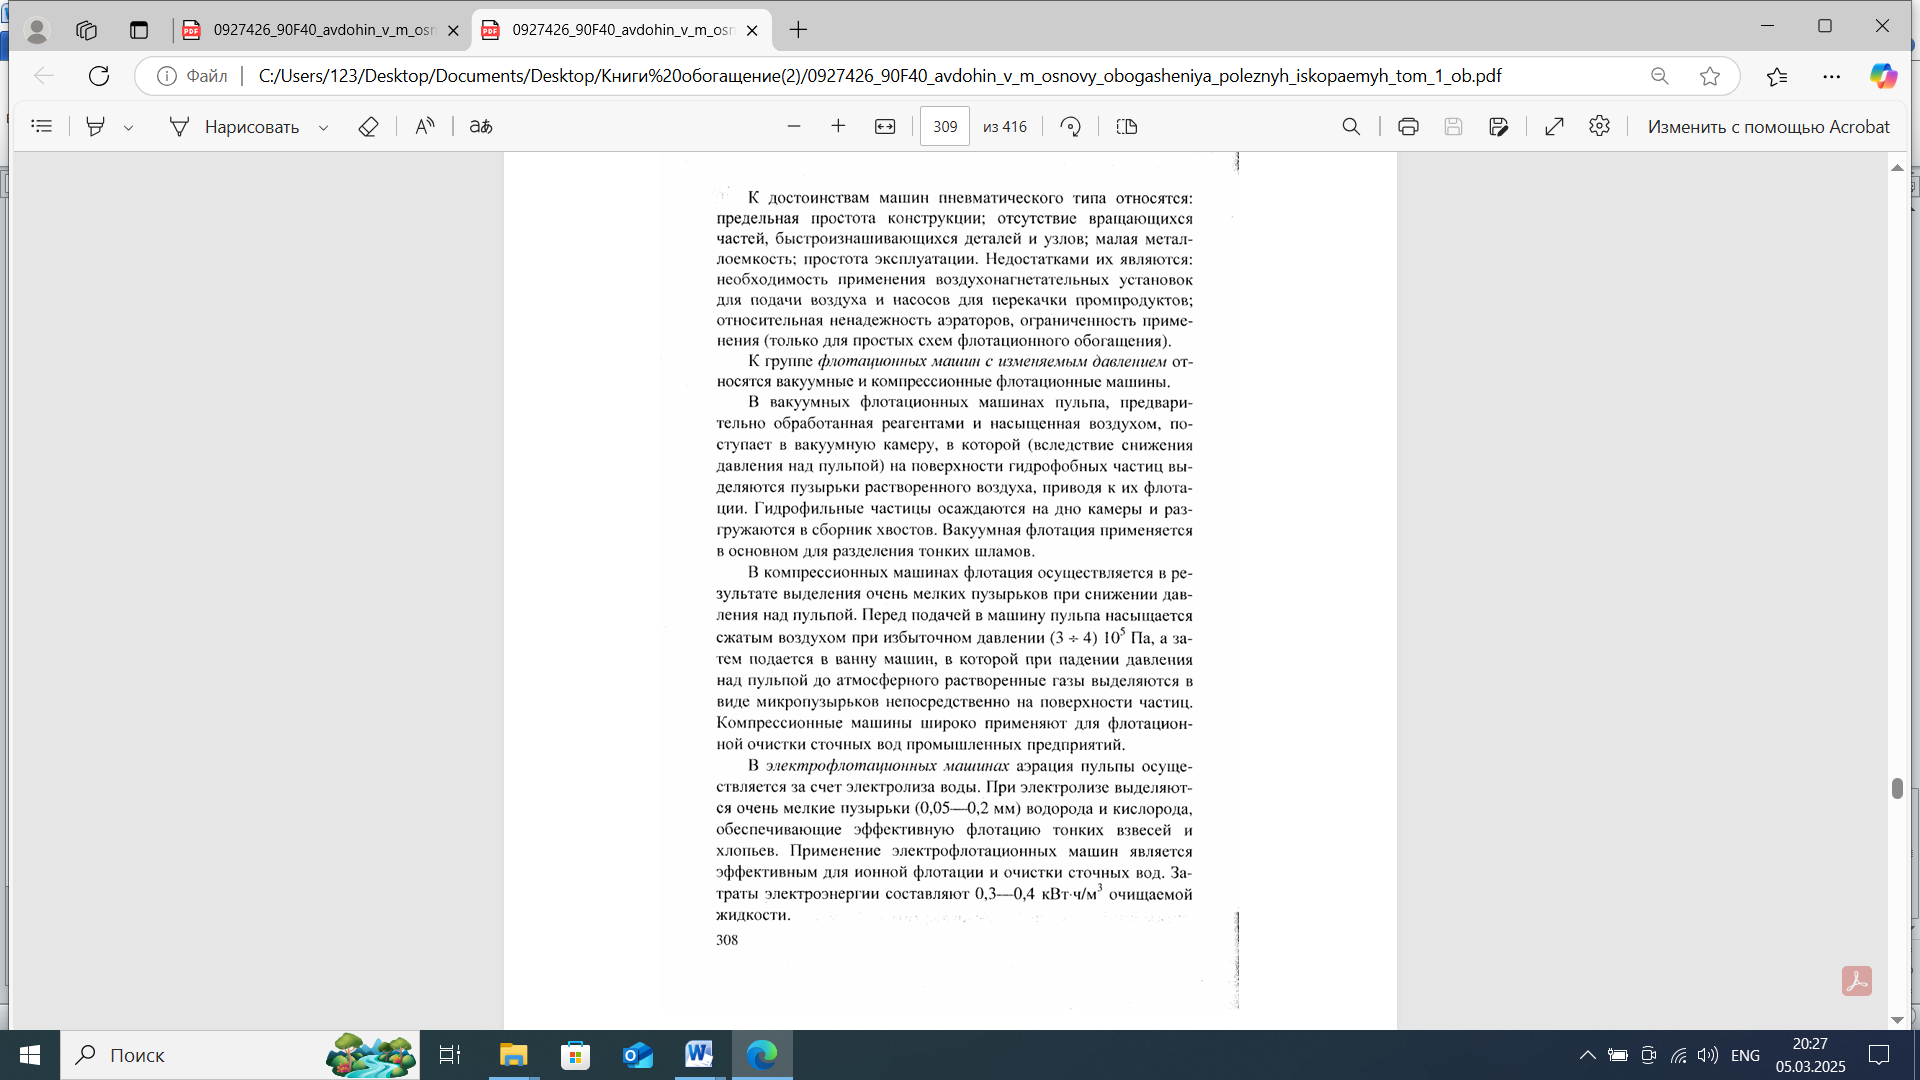 0927426_90F40_avdohin_v_m_osn
0927426_90F40_avdohin_v_m_osn
Файл
C:/Users/123/Desktop/Documents/Desktop/Книги%20обогащение(2)/0927426_90F40_avdohin_v_m_osnovy_obogasheniya_poleznyh_iskopaemyh_tom_1_ob.pdf
Нарисовать
аあ
309 из 416
Изменить с помощью Acrobat
К достоинствам машин пневматического типа относятся:
предельная простота конструкции; отсутствие вращающихся
частей, быстроизнашивающихся деталей и узлов; малая метал-
лоемкость; простота эксплуатации. Недостатками их являются:
необходимость применения воздухонагнетательных установок
для подачи воздуха и насосов для перекачки промпродуктов;
относительная ненадежность аэраторов, ограниченность приме-
нения (только для простых схем флотационного обогащения).
К группе флотационных машин с изменяемым давлением от-
носятся вакуумные и компрессионные флотационные машины.
В вакуумных флотационных машинах пульпа, предвари-
тельно обработанная реагентами и насыщенная воздухом, по-
ступает в вакуумную камеру, в которой (вследствие снижения
давления над пульпой) на поверхности гидрофобных частиц вы-
деляются пузырьки растворенного воздуха, приводя к их флота-
ции. Гидрофильные частицы осаждаются на дно камеры и раз-
гружаются в сборник хвостов. Вакуумная флотация применяется
в основном для разделения тонких шламов.
В компрессионных машинах флотация осуществляется в ре-
зультате выделения очень мелких пузырьков при снижении дав-
ления над пульпой. Перед подачей в машину пульпа насыщается
сжатым воздухом при избыточном давлении (3 ÷ 4) 10⁵ Па, а за-
тем подается в ванну машин, в которой при падении давления
над пульпой до атмосферного растворенные газы выделяются в
виде микропузырьков непосредственно на поверхности частиц.
Компрессионные машины широко применяют для флотацион-
ной очистки сточных вод промышленных предприятий.
В электрофлотационных машинах аэрация пульпы осуще-
ствляется за счет электролиза воды. При электролизе выделяют-
ся очень мелкие пузырьки (0,05—0,2 мм) водорода и кислорода,
обеспечивающие эффективную флотацию тонких взвесей и
хлопьев. Применение электрофлотационных машин является
эффективным для ионной флотации и очистки сточных вод. За-
траты электроэнергии составляют 0,3—0,4 кВт·ч/м³ очищаемой
жидкости.
308
Поиск
ENG
20:27
05.03.2025